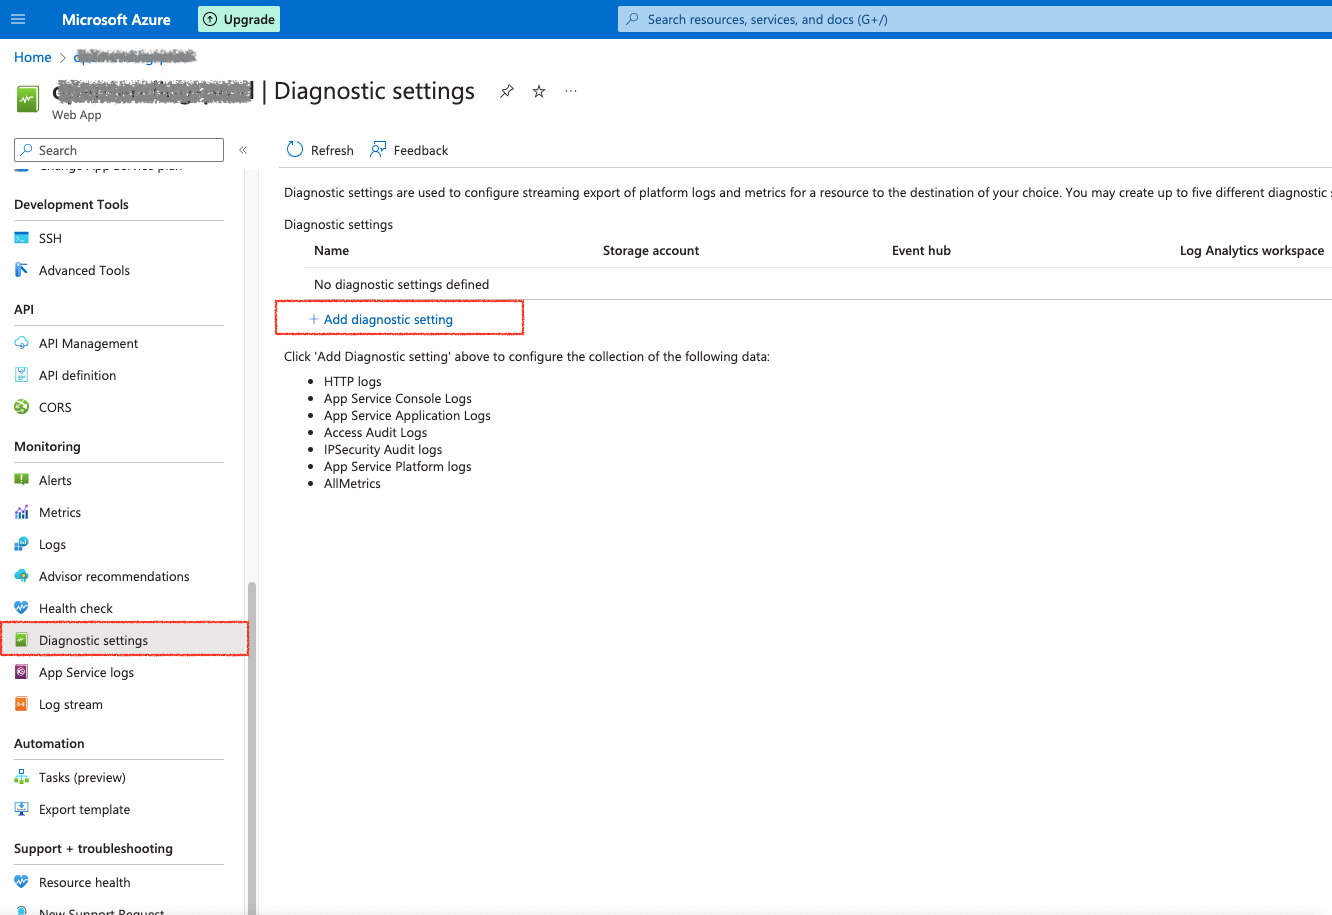 Microsoft Azure
Upgrade
Search resources, services, and docs (G+/)
Home >
| Diagnostic settings
Web App
Search
«
Refresh
Feedback
Change App Service plan
Development Tools
SSH
Advanced Tools
API
API Management
API definition
CORS
Monitoring
Alerts
Metrics
Logs
Advisor recommendations
Health check
Diagnostic settings
App Service logs
Log stream
Automation
Tasks (preview)
Export template
Support + troubleshooting
Resource health
New Support Request
Diagnostic settings are used to configure streaming export of platform logs and metrics for a resource to the destination of your choice. You may create up to five different diagnostic
Diagnostic settings
Name Storage account Event hub Log Analytics workspace
No diagnostic settings defined
+ Add diagnostic setting
Click 'Add Diagnostic setting' above to configure the collection of the following data:
• HTTP logs
• App Service Console Logs
• App Service Application Logs
• Access Audit Logs
• IPSecurity Audit logs
• App Service Platform logs
• AllMetrics